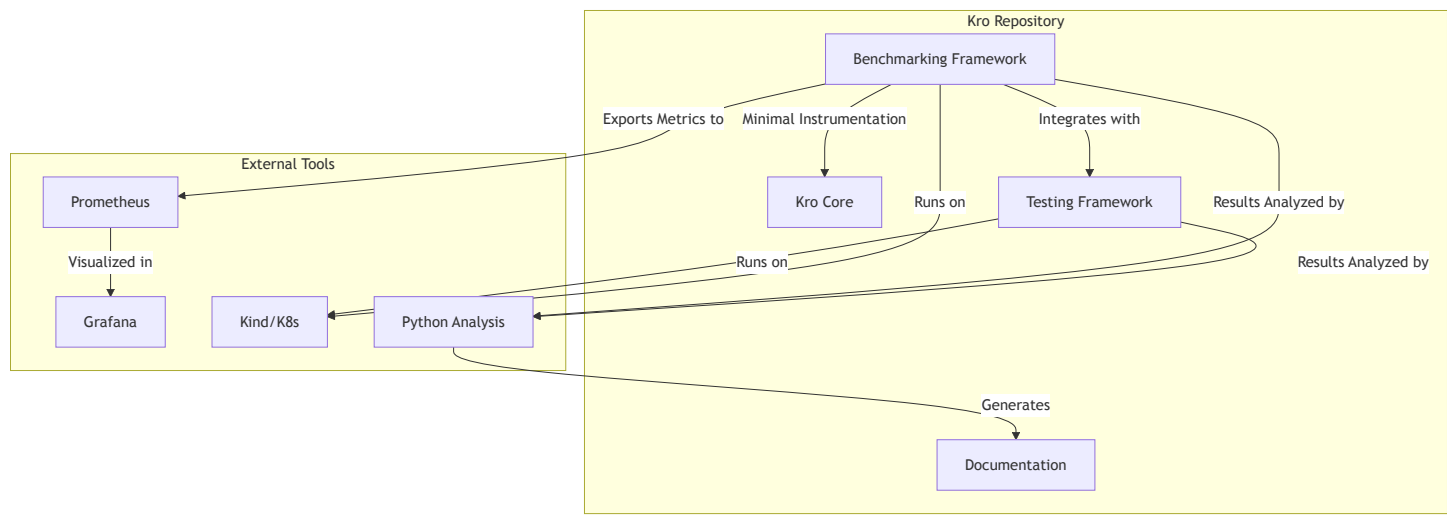 Kro Repository
Benchmarking Framework
Exports Metrics to
Minimal Instrumentation
Integrates with
External Tools
Prometheus
Kro Core
Runs on
Testing Framework
Results Analyzed by
Visualized in
Runs on
Results Analyzed by
Grafana
Kind/K8s
Python Analysis
Generates
Documentation